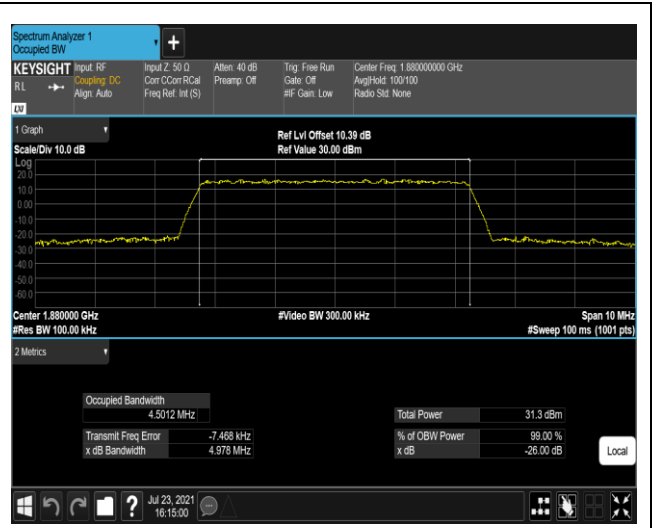 Spectrum Analyzer 1
Occupied BW
+
KEYSIGHT
RL
LXI
Input: RF
Coupling: DC
Align: Auto
Input Z: 50 Ω
Corr CCorr RCal
Freq Ref: Int (S)
Atten: 40 dB
Preamp: Off
Trig: Free Run
Gate: Off
#IF Gain: Low
Center Freq: 1.880000000 GHz
Avg|Hold: 100/100
Radio Std: None
1 Graph
Ref Lvl Offset 10.39 dB
Scale/Div 10.0 dB
Ref Value 30.00 dBm
Log
20.0
10.0
0.00
-10.0
-20.0
-30.0
-40.0
-50.0
-60.0
Center 1.880000 GHz
#Video BW 300.00 kHz
Span 10 MHz
#Res BW 100.00 kHz
#Sweep 100 ms (1001 pts)
2 Metrics
Occupied Bandwidth
4.5012 MHz
Total Power 31.3 dBm
Transmit Freq Error -7.468 kHz
% of OBW Power 99.00 %
x dB Bandwidth 4.978 MHz
x dB -26.00 dB
Local
?
Jul 23, 2021
16:15:00